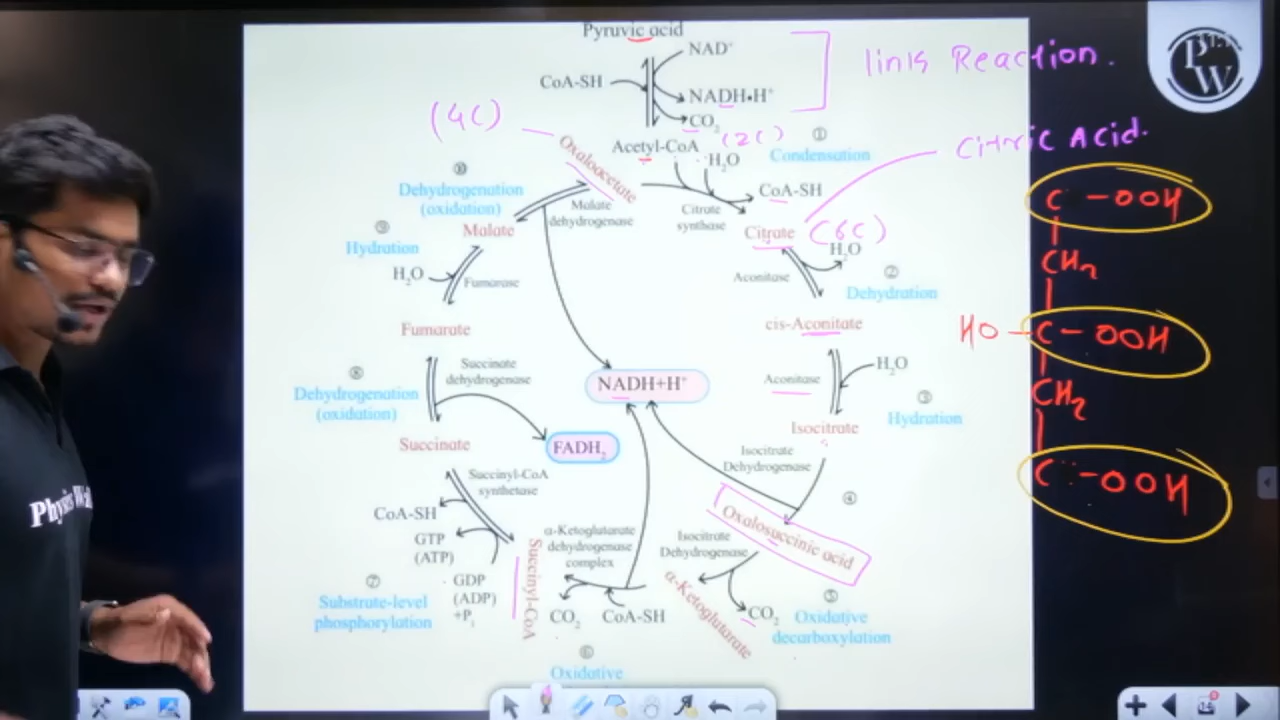 Pyruvic acid
NAD⁺
CoA-SH
NADH•H⁺
CO₂
links Reaction.
PW
(4C)
Acetyl-CoA
(2C)
H₂O
①
Condensation
Citric Acid.
Oxaloacetate
CoA-SH
Citrate synthase
Citrate
(6C)
⑩
Dehydrogenation
(oxidation)
Malate
dehydrogenase
Malate
⑨
Hydration
H₂O
Fumarase
H₂O
Aconitase
②
Dehydration
Fumarate
cis-Aconitate
Succinate
dehydrogenase
⑧
Dehydrogenation
(oxidation)
NADH+H⁺
Aconitase
H₂O
③
Hydration
Succinate
FADH₂
Isocitrate
Isocitrate
Dehydrogenase
④
Succinyl-CoA
synthetase
CoA-SH
GTP
(ATP)
GDP
(ADP)
+Pᵢ
⑦
Substrate-level
phosphorylation
Succinyl-CoA
α-Ketoglutarate
dehydrogenase
complex
CO₂
CoA-SH
Oxalosuccinic acid
Isocitrate
Dehydrogenase
α-Ketoglutarate
CO₂
⑤
Oxidative
decarboxylation
⑥
Oxidative
C-OOH
CH₂
HO-C-OOH
CH₂
C-OOH